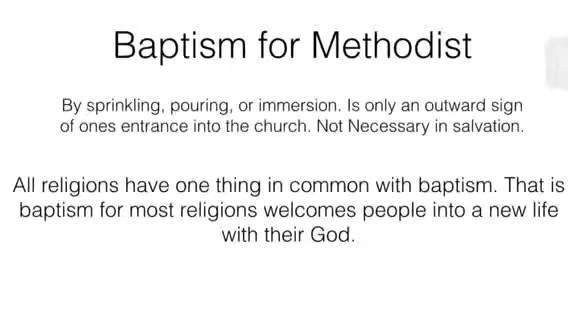 Baptism for Methodist
By sprinkling, pouring, or immersion. Is only an outward sign
of ones entrance into the church. Not Necessary in salvation.
All religions have one thing in common with baptism. That is
baptism for most religions welcomes people into a new life
with their God.